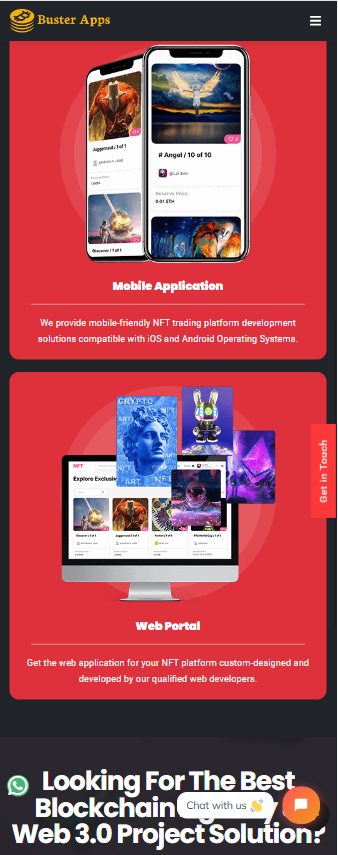 Buster Apps
Juggernaut / 1 of 1
# Angel / 10 of 10
Reserve Price
0.01 ETH
Discover / 1 of 1
Mobile Application
We provide mobile-friendly NFT trading platform development
solutions compatible with iOS and Android Operating Systems.
Get in Touch
CRYPTO
NFT
ART
NFT
Explore Exclusiv
Web Portal
Get the web application for your NFT platform custom-designed and
developed by our qualified web developers.
Looking For The Best
Blockchain
Chat with us 👋
Web 3.0 Project Solution?